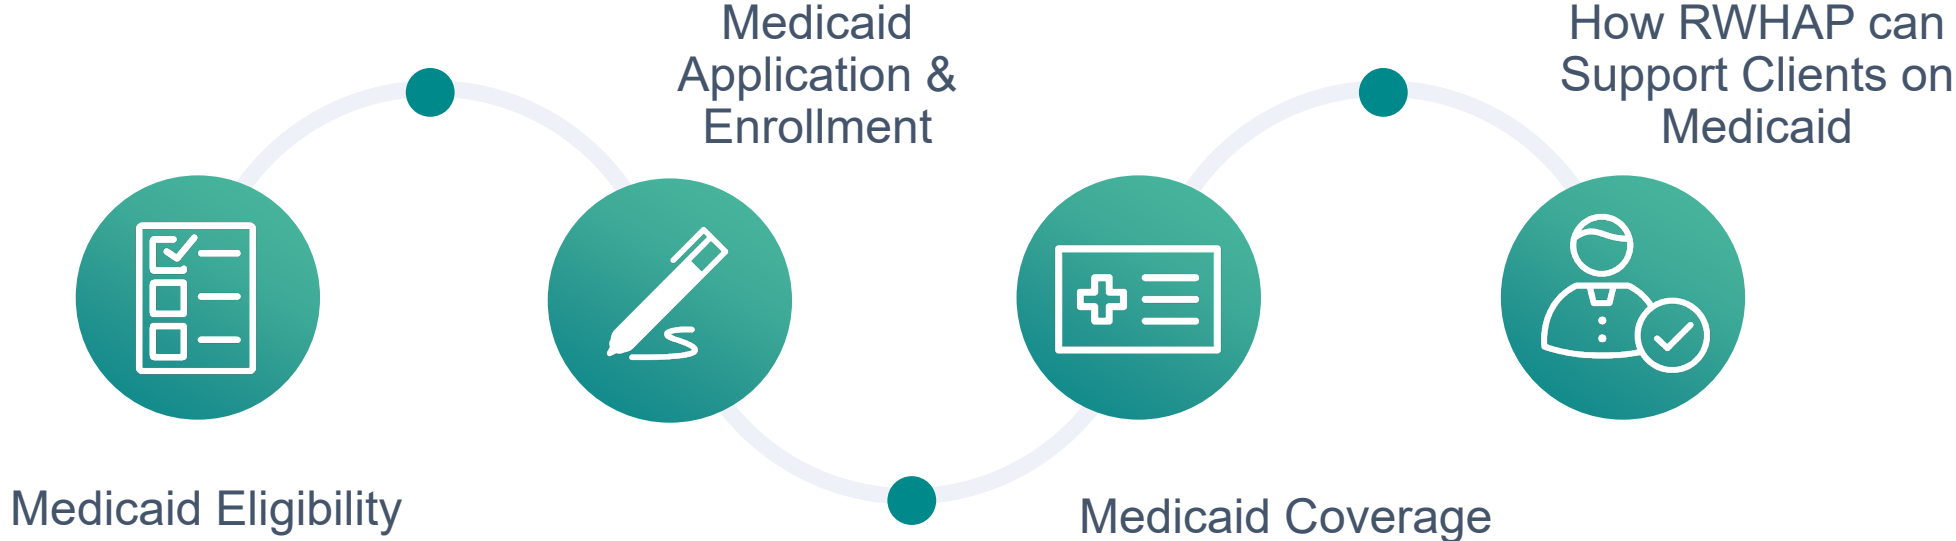 Medicaid Eligibility
Medicaid
Application &
Enrollment
Medicaid Coverage
How RWHAP can
Support Clients on
Medicaid